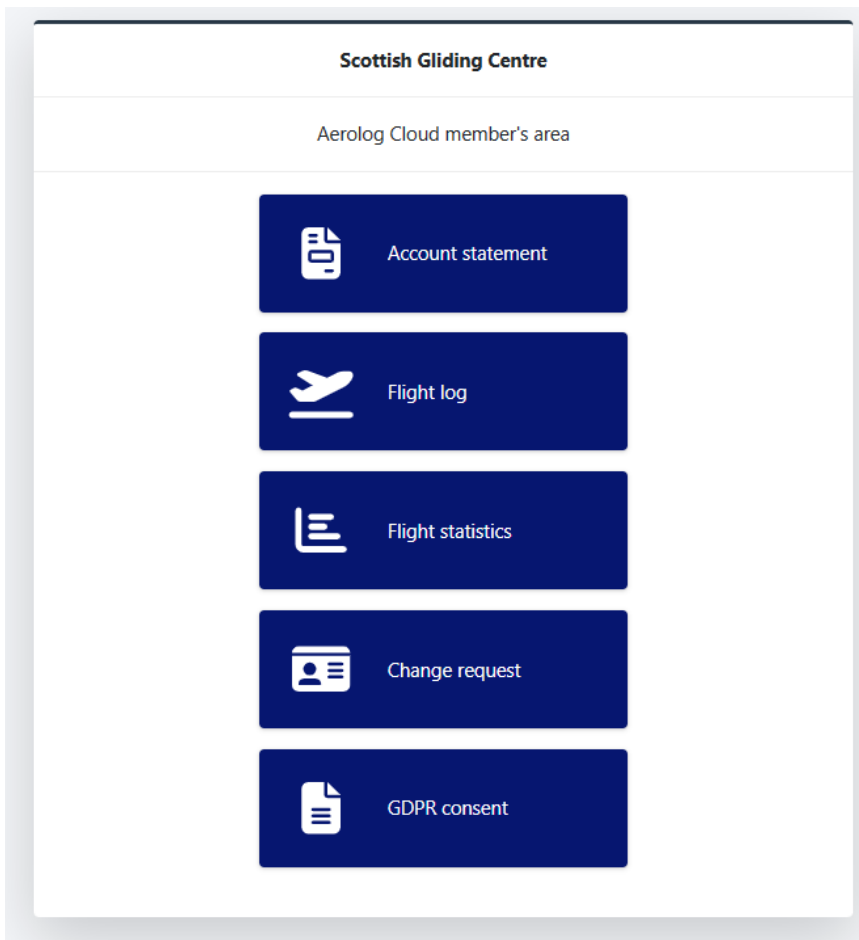 Scottish Gliding Centre
Aerolog Cloud member's area
Account statement
Flight log
Flight statistics
Change request
GDPR consent